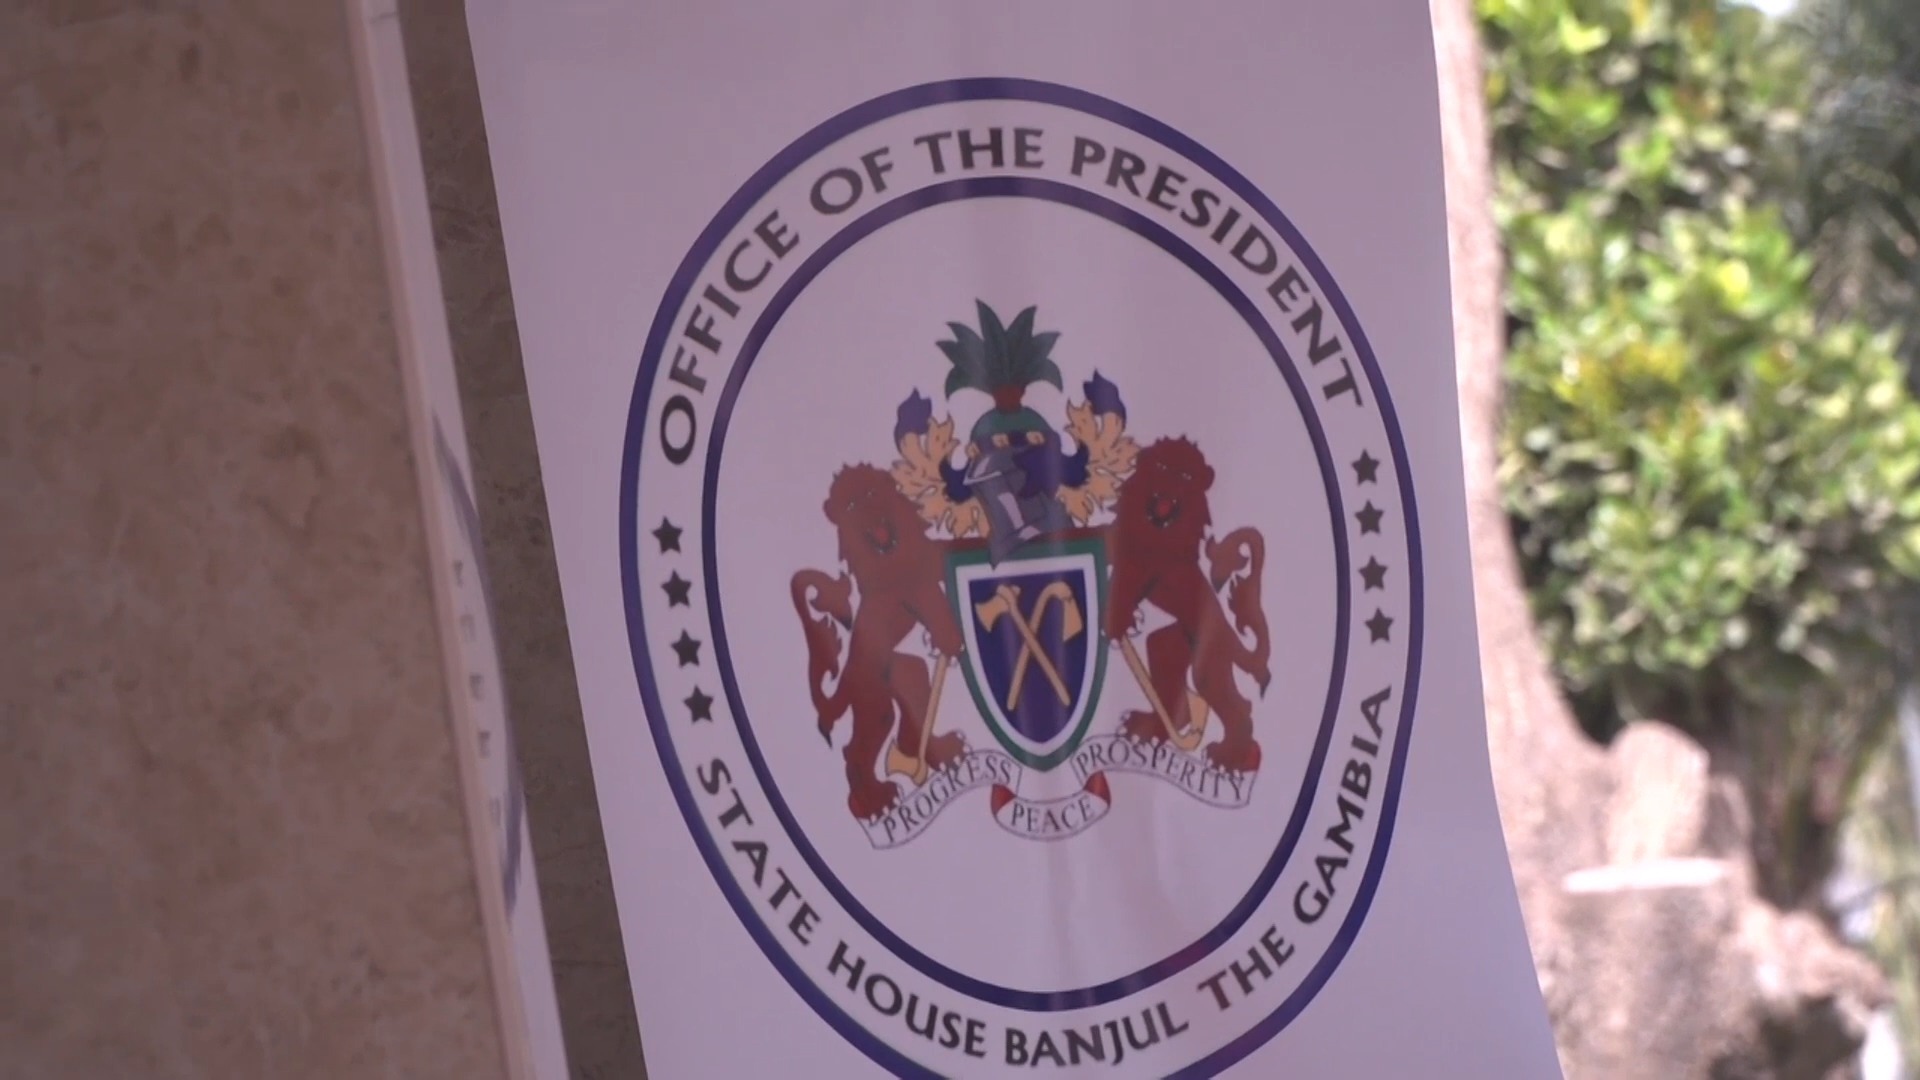 OFFICE OF THE PRESIDENT
PROGRESS
PEACE
PROSPERITY
STATE HOUSE BANJUL THE GAMBIA